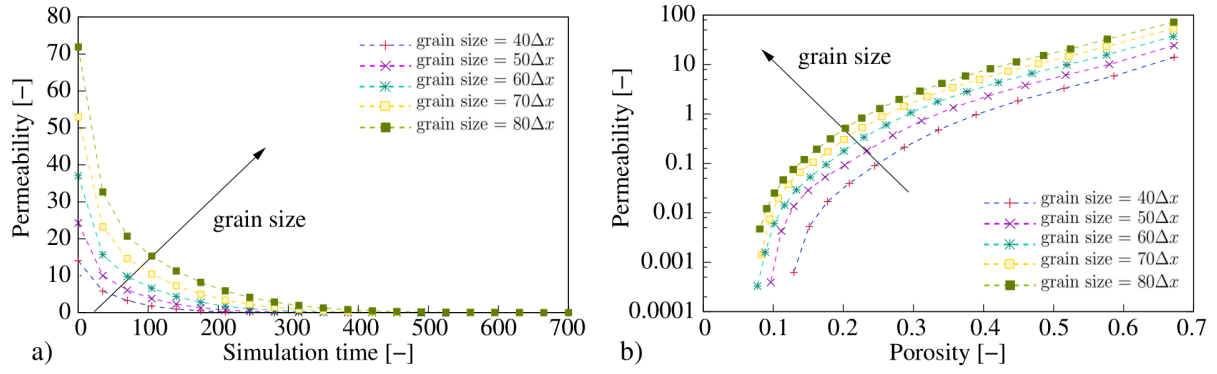 80
70
60
50
40
30
20
10
0
Permeability [−]
grain size = 40Δx
grain size = 50Δx
grain size = 60Δx
grain size = 70Δx
grain size = 80Δx
grain size
0 100 200 300 400 500 600 700
Simulation time [−]
a)
100
10
1
0.1
0.01
0.001
0.0001
Permeability [−]
grain size
grain size = 40Δx
grain size = 50Δx
grain size = 60Δx
grain size = 70Δx
grain size = 80Δx
0 0.1 0.2 0.3 0.4 0.5 0.6 0.7
Porosity [−]
b)